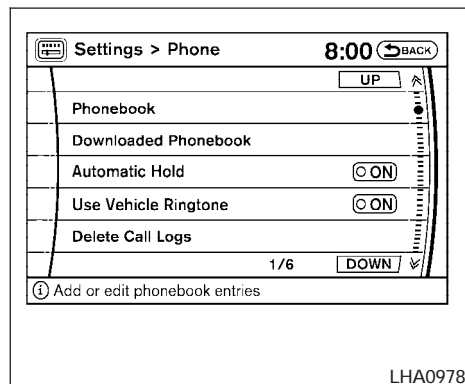 Settings > Phone 8:00 BACK
UP
Phonebook
Downloaded Phonebook
Automatic Hold ON
Use Vehicle Ringtone ON
Delete Call Logs
1/6 DOWN
i Add or edit phonebook entries
LHA0978